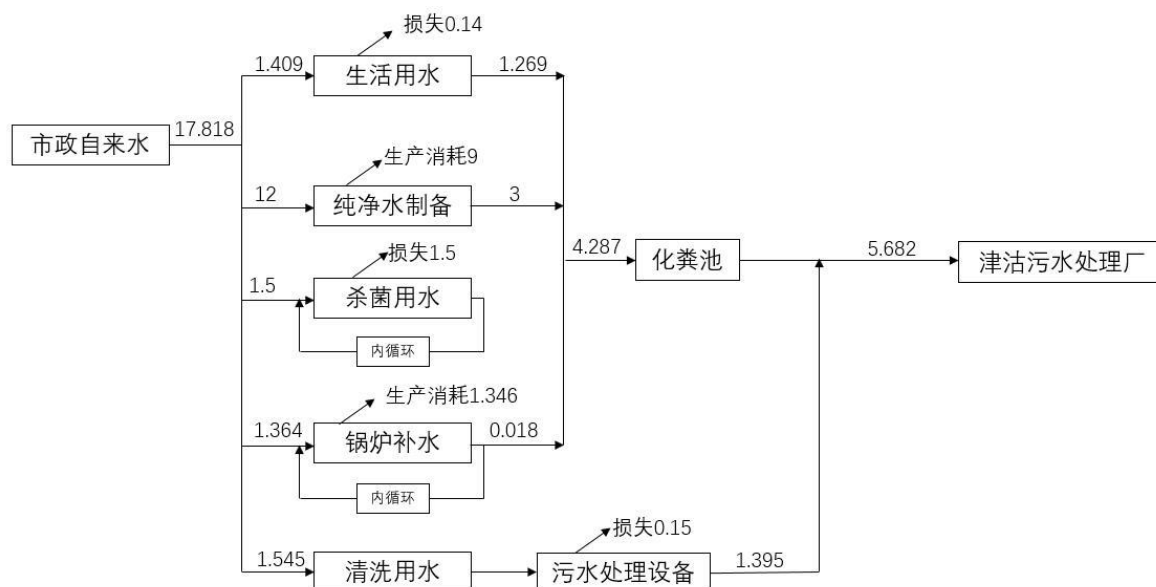 损失0.14
1.409
生活用水
1.269
市政自来水
17.818
生产消耗9
12
纯净水制备
3
损失1.5
1.5
杀菌用水
内循环
4.287
化粪池
5.682
津沽污水处理厂
生产消耗1.346
1.364
锅炉补水
0.018
内循环
损失0.15
1.545
清洗用水
污水处理设备
1.395